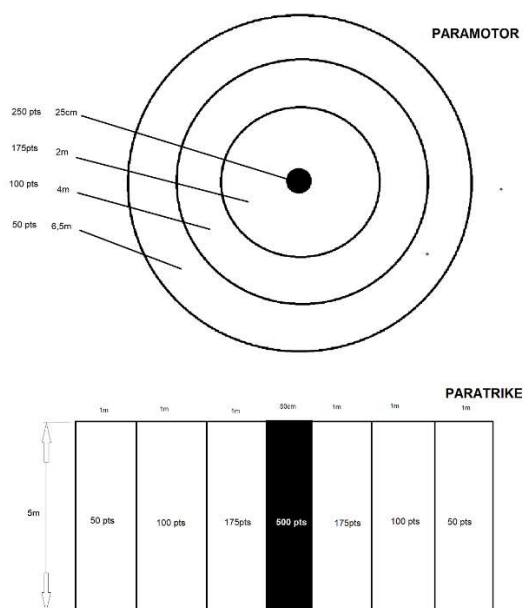 PARAMOTOR
250 pts 25cm
175pts 2m
100 pts 4m
50 pts 6,5m
PARATRIKE
1m 1m 1m 50cm 1m 1m 1m
5m
50 pts 100 pts 175pts 500 pts 175pts 100 pts 50 pts